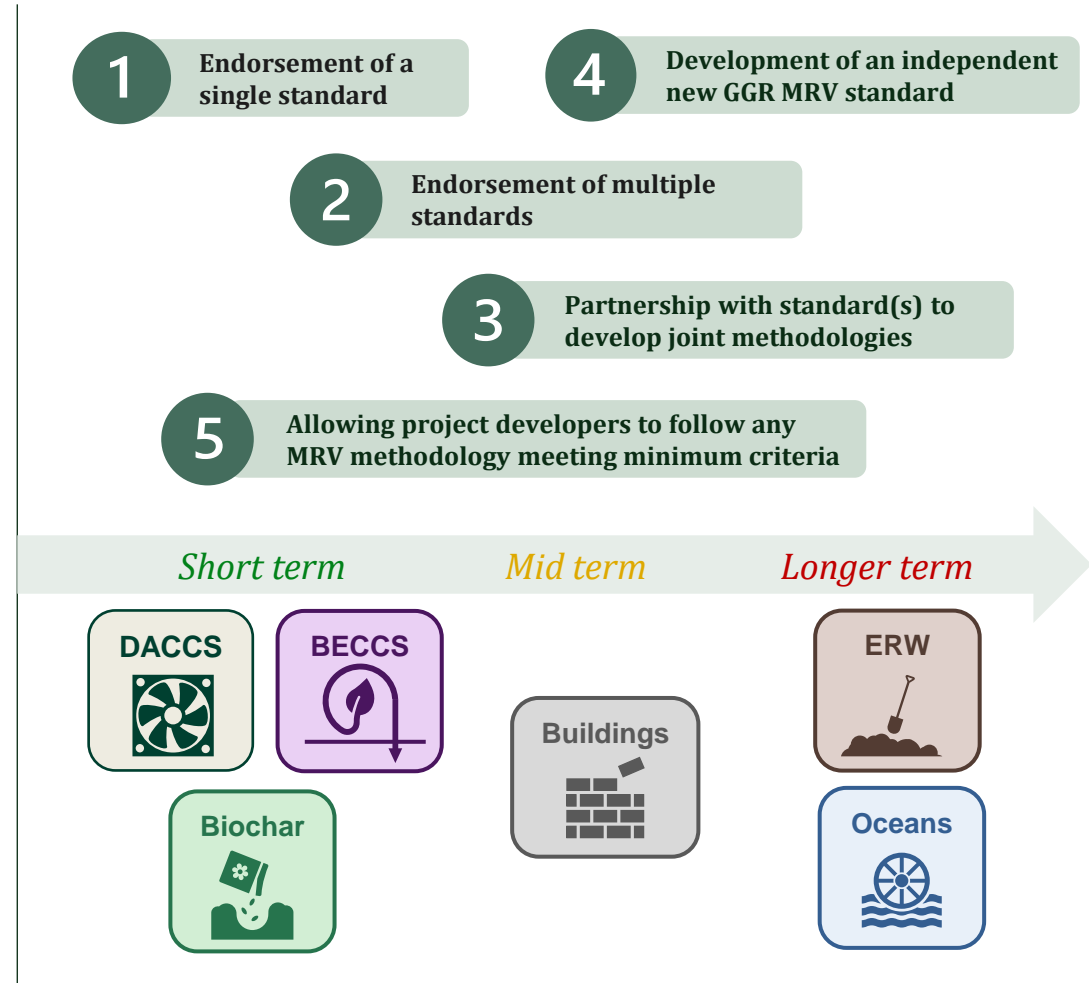 1
Endorsement of a
single standard
4
Development of an independent
new GGR MRV standard
2
Endorsement of multiple
standards
3
Partnership with standard(s) to
develop joint methodologies
5
Allowing project developers to follow any
MRV methodology meeting minimum criteria
Short term
Mid term
Longer term
DACCS
BECCS
ERW
Buildings
Biochar
Oceans